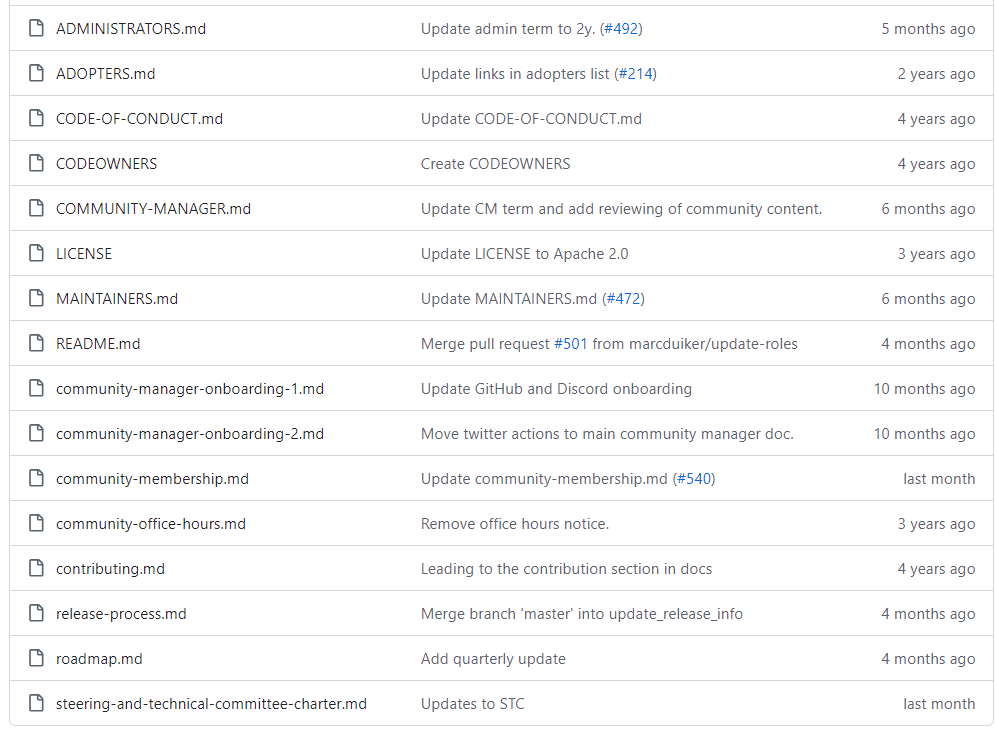 ADMINISTRATORS.md Update admin term to 2y. (#492) 5 months ago
ADOPTERS.md Update links in adopters list (#214) 2 years ago
CODE-OF-CONDUCT.md Update CODE-OF-CONDUCT.md 4 years ago
CODEOWNERS Create CODEOWNERS 4 years ago
COMMUNITY-MANAGER.md Update CM term and add reviewing of community content. 6 months ago
LICENSE Update LICENSE to Apache 2.0 3 years ago
MAINTAINERS.md Update MAINTAINERS.md (#472) 6 months ago
README.md Merge pull request #501 from marcduiker/update-roles 4 months ago
community-manager-onboarding-1.md Update GitHub and Discord onboarding 10 months ago
community-manager-onboarding-2.md Move twitter actions to main community manager doc. 10 months ago
community-membership.md Update community-membership.md (#540) last month
community-office-hours.md Remove office hours notice. 3 years ago
contributing.md Leading to the contribution section in docs 4 years ago
release-process.md Merge branch 'master' into update_release_info 4 months ago
roadmap.md Add quarterly update 4 months ago
steering-and-technical-committee-charter.md Updates to STC last month